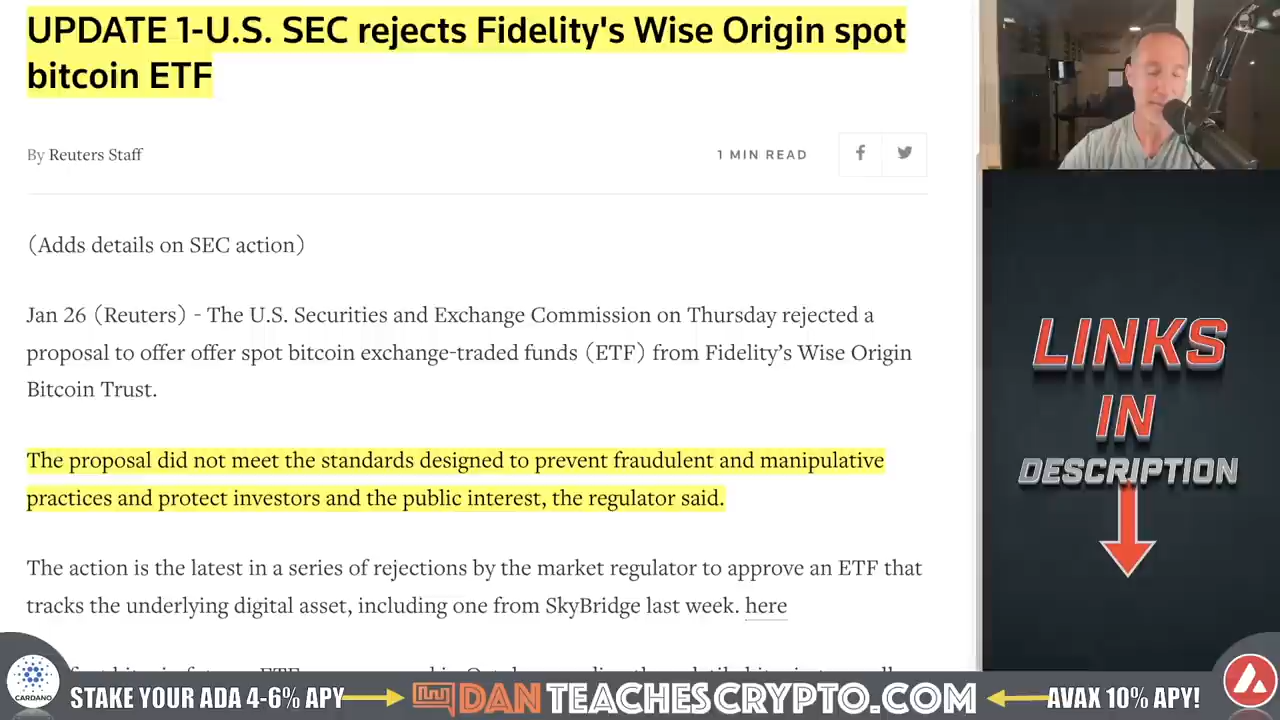 UPDATE 1-U.S. SEC rejects Fidelity's Wise Origin spot
bitcoin ETF
By Reuters Staff
1 MIN READ
(Adds details on SEC action)
Jan 26 (Reuters) - The U.S. Securities and Exchange Commission on Thursday rejected a
proposal to offer offer spot bitcoin exchange-traded funds (ETF) from Fidelity’s Wise Origin
Bitcoin Trust.
The proposal did not meet the standards designed to prevent fraudulent and manipulative
practices and protect investors and the public interest, the regulator said.
The action is the latest in a series of rejections by the market regulator to approve an ETF that
tracks the underlying digital asset, including one from SkyBridge last week. here
LINKS
IN
DESCRIPTION
CARDANO
STAKE YOUR ADA 4-6% APY
DANTEACHESCRYPTO.COM
AVAX 10% APY!